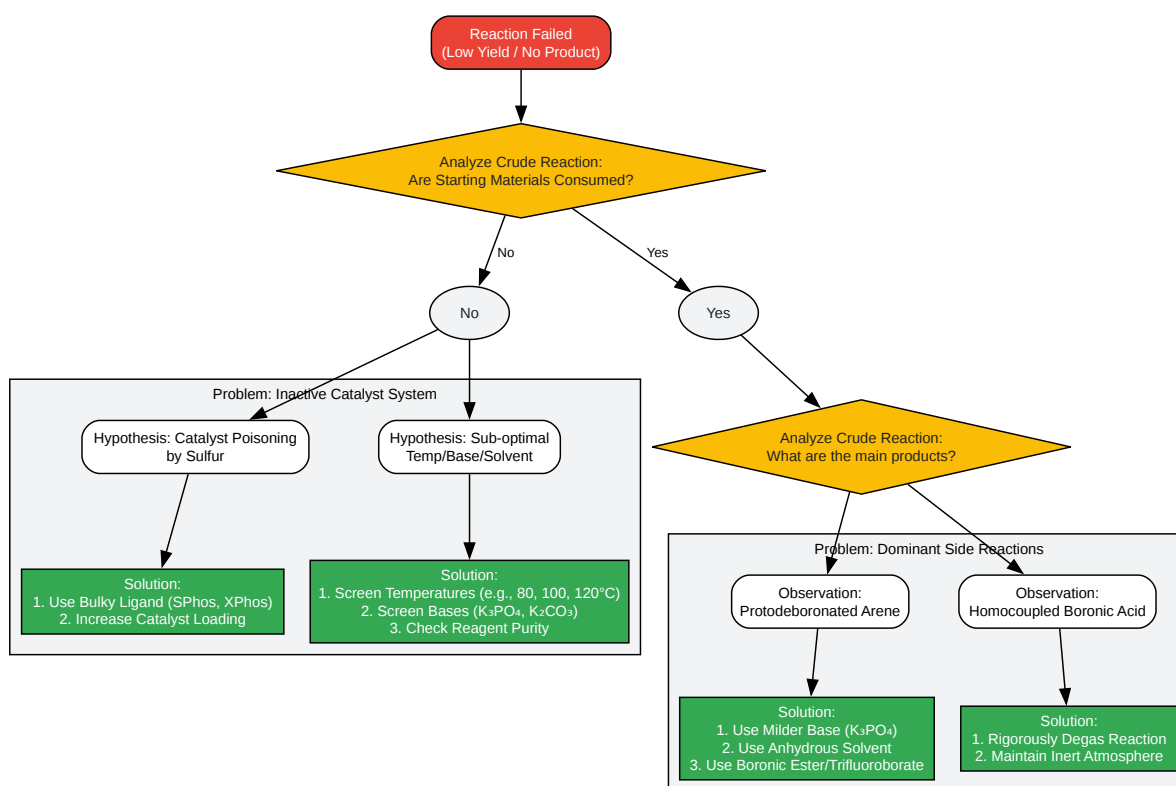 Reaction Failed
(Low Yield / No Product)
Analyze Crude Reaction:
Are Starting Materials Consumed?
No
Yes
No
Yes
Problem: Inactive Catalyst System
Hypothesis: Catalyst Poisoning
by Sulfur
Hypothesis: Sub-optimal
Temp/Base/Solvent
Solution:
1. Use Bulky Ligand (SPhos, XPhos)
2. Increase Catalyst Loading
Solution:
1. Screen Temperatures (e.g., 80, 100, 120°C)
2. Screen Bases (K₃PO₄, K₂CO₃)
3. Check Reagent Purity
Analyze Crude Reaction:
What are the main products?
Problem: Dominant Side Reactions
Observation:
Protodeboronated Arene
Observation:
Homocoupled Boronic Acid
Solution:
1. Use Milder Base (K₃PO₄)
2. Use Anhydrous Solvent
3. Use Boronic Ester/Trifluoroborate
Solution:
1. Rigorously Degas Reaction
2. Maintain Inert Atmosphere